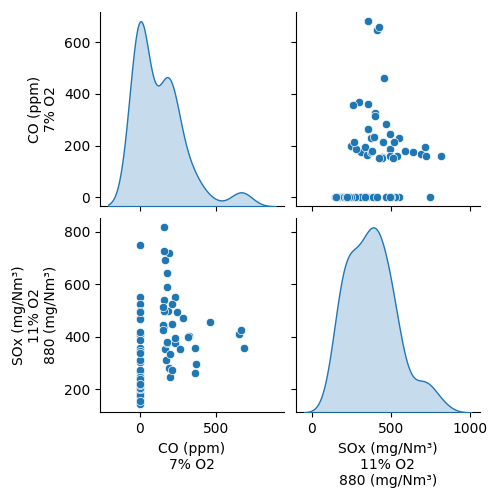 600
400
200
0
CO (ppm)
7% O2
800
600
400
200
SOx (mg/Nm³)
11% O2
880 (mg/Nm³)
0
500
CO (ppm)
7% O2
0
500
1000
SOx (mg/Nm³)
11% O2
880 (mg/Nm³)